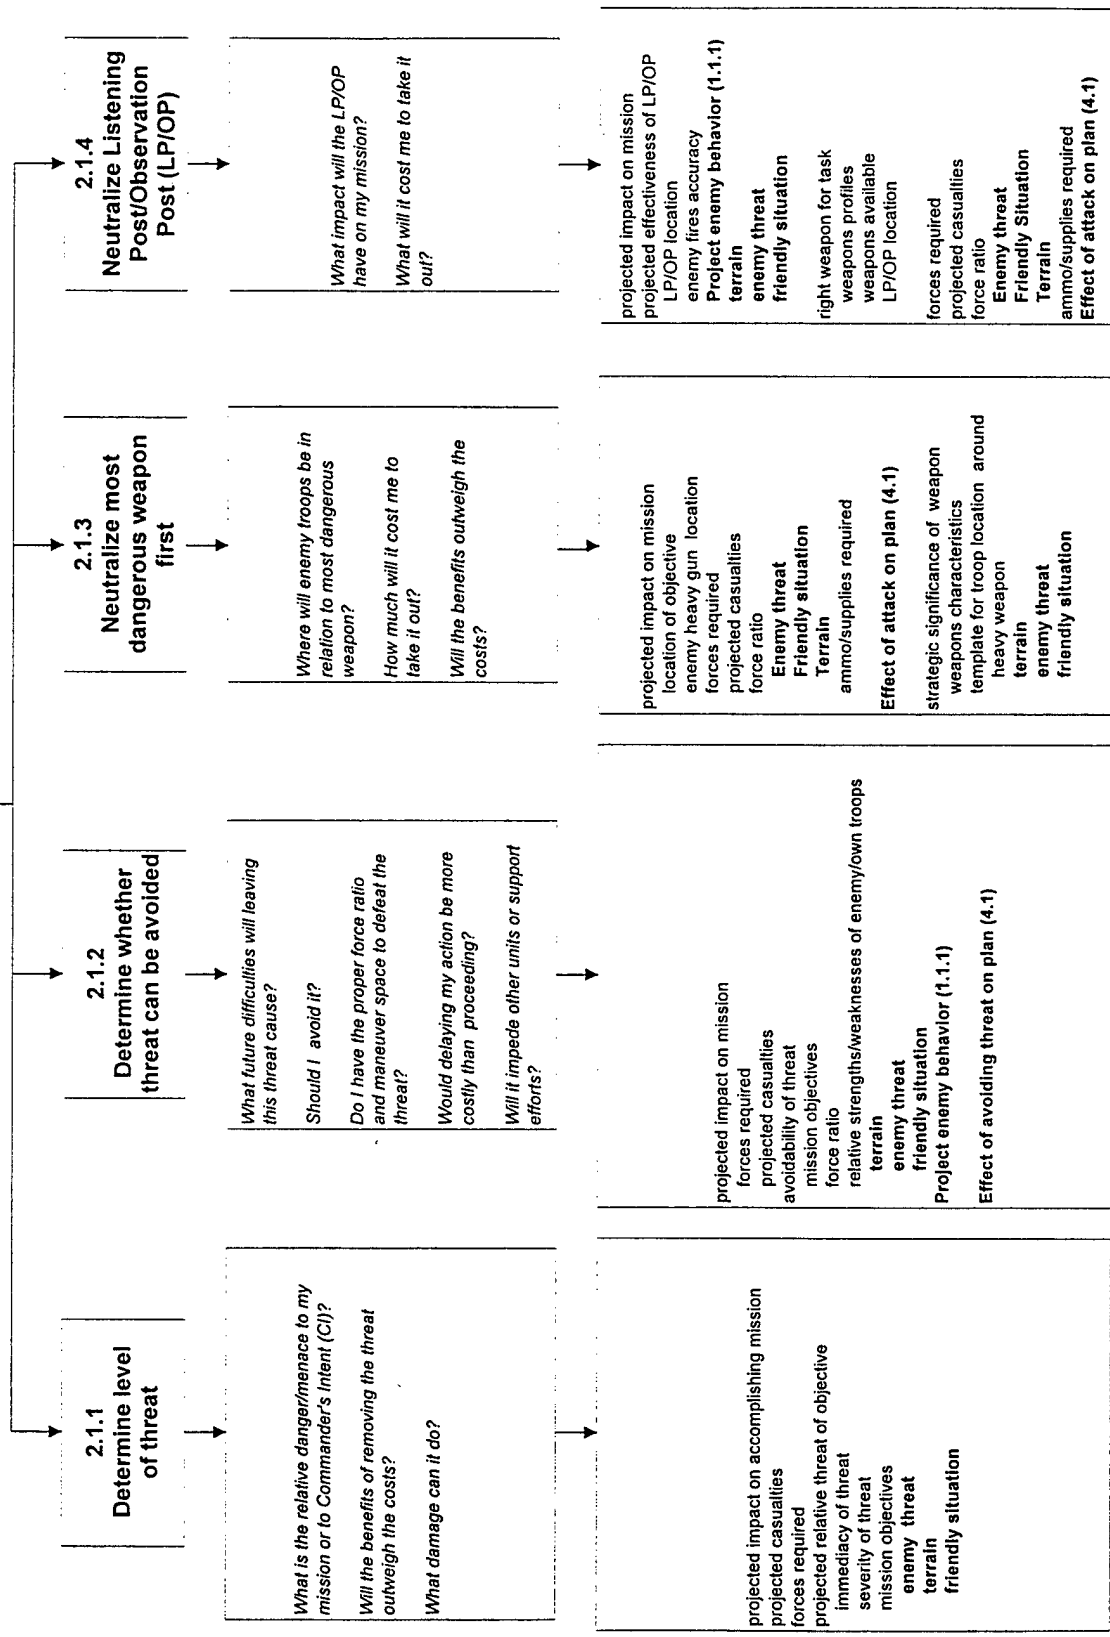 2.1.1
Determine level
of threat
What is the relative danger/menace to my
mission or to Commander's Intent (CI)?
Will the benefits of removing the threat
outweigh the costs?
What damage can it do?
projected impact on accomplishing mission
projected casualties
forces required
projected relative threat of objective
immediacy of threat
severity of threat
mission objectives
enemy threat
terrain
friendly situation
2.1.2
Determine whether
threat can be avoided
What future difficulties will leaving
this threat cause?
Should I avoid it?
Do I have the proper force ratio
and maneuver space to defeat the
threat?
Would delaying my action be more
costly than proceeding?
Will it impede other units or support
efforts?
projected impact on mission
forces required
projected casualties
avoidability of threat
mission objectives
force ratio
relative strengths/weaknesses of enemy/own troops
terrain
enemy threat
friendly situation
Project enemy behavior (1.1.1)
Effect of avoiding threat on plan (4.1)
2.1.3
Neutralize most
dangerous weapon
first
Where will enemy troops be in
relation to most dangerous
weapon?
How much will it cost me to
take it out?
Will the benefits outweigh the
costs?
projected impact on mission
location of objective
enemy heavy gun location
forces required
projected casualties
force ratio
Enemy threat
Friendly situation
Terrain
ammo/supplies required
Effect of attack on plan (4.1)
strategic significance of weapon
weapons characteristics
template for troop location around
heavy weapon
terrain
enemy threat
friendly situation
2.1.4
Neutralize Listening
Post/Observation
Post (LP/OP)
What impact will the LP/OP
have on my mission?
What will it cost me to take it
out?
projected impact on mission
projected effectiveness of LP/OP
LP/OP location
enemy fires accuracy
Project enemy behavior (1.1.1)
terrain
enemy threat
friendly situation
right weapon for task
weapons profiles
weapons available
LP/OP location
forces required
projected casualties
force ratio
Enemy threat
Friendly Situation
Terrain
ammo/supplies required
Effect of attack on plan (4.1)